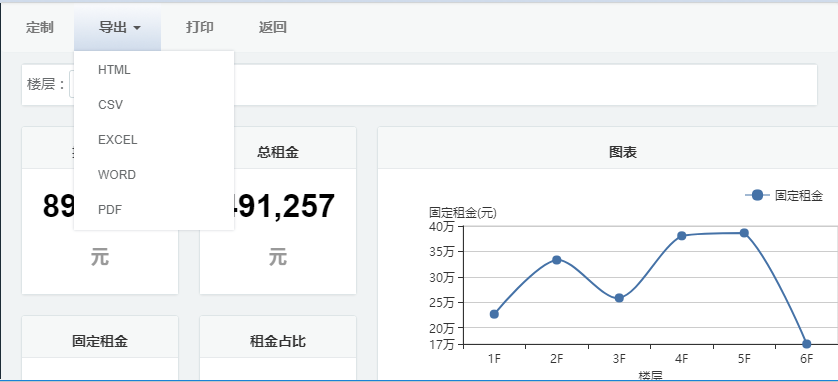 定制 导出 打印 返回
HTML
CSV
EXCEL
WORD
PDF
楼层：
总租金
491,257
元
89
元
图表
固定租金
固定租金(元)
40万
35万
30万
25万
20万
17万
1F 2F 3F 4F 5F 6F
楼层
固定租金
租金占比